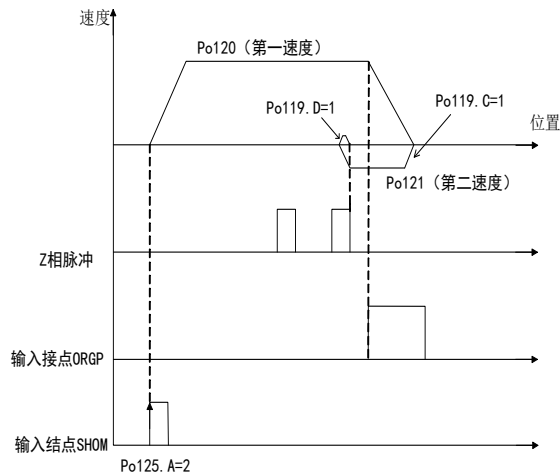 速度
Po120（第一速度）
Po119.D=1
Po119.C=1
位置
Po121（第二速度）
Z相脉冲
输入接点ORGP
输入结点SHOM
Po125.A=2